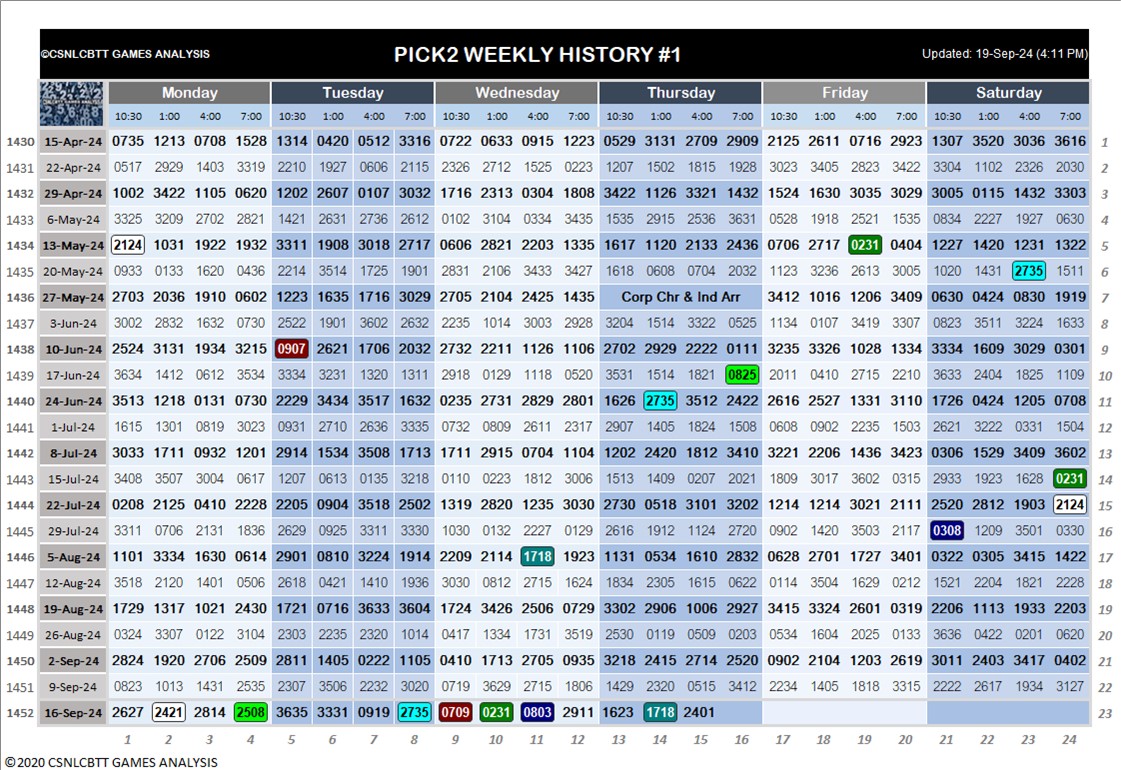 ©CSNLCBTT GAMES ANALYSIS PICK2 WEEKLY HISTORY #1 Updated: 19-Sep-24 (4:11 PM)
Monday Tuesday Wednesday Thursday Friday Saturday
10:30 1:00 4:00 7:00 10:30 1:00 4:00 7:00 10:30 1:00 4:00 7:00 10:30 1:00 4:00 7:00 10:30 1:00 4:00 7:00 10:30 1:00 4:00 7:00
1430 15-Apr-24 0735 1213 0708 1528 1314 0420 0512 3316 0722 0633 0915 1223 0529 3131 2709 2909 2125 2611 0716 2923 1307 3520 3036 3616 1
1431 22-Apr-24 0517 2929 1403 3319 2210 1927 0606 2115 2326 2712 1525 0223 1207 1502 1815 1928 3023 3405 2823 3422 3304 1102 2326 2030 2
1432 29-Apr-24 1002 3422 1105 0620 1202 2607 0107 3032 1716 2313 0304 1808 3422 1126 3321 1432 1524 1630 3035 3029 3005 0115 1432 3303 3
1433 6-May-24 3325 3209 2702 2821 1421 2631 2736 2612 0102 3104 0334 3435 1535 2915 2536 3631 0528 1918 2521 1535 0834 2227 1927 0630 4
1434 13-May-24 2124 1031 1922 1932 3311 1908 3018 2717 0606 2821 2203 1335 1617 1120 2133 2436 0706 2717 0231 0404 1227 1420 1231 1322 5
1435 20-May-24 0933 0133 1620 0436 2214 3514 1725 1901 2831 2106 3433 3427 1618 0608 0704 2032 1123 3236 2613 3005 1020 1431 2735 1511 6
1436 27-May-24 2703 2036 1910 0602 1223 1635 1716 3029 2705 2104 2425 1435 Corp Chr & Ind Arr 3412 1016 1206 3409 0630 0424 0830 1919 7
1437 3-Jun-24 3002 2832 1632 0730 2522 1901 3602 2632 2235 1014 3003 2928 3204 1514 3322 0525 1134 0107 3419 3307 0823 3511 3224 1633 8
1438 10-Jun-24 2524 3131 1934 3215 0907 2621 1706 2032 2732 2211 1126 1106 2702 2929 2222 0111 3235 3326 1028 1334 3334 1609 3029 0301 9
1439 17-Jun-24 3634 1412 0612 3534 3334 3231 1320 1311 2918 0129 1118 0520 3531 1514 1821 0825 2011 0410 2715 2210 3633 2404 1825 1109 10
1440 24-Jun-24 3513 1218 0131 0730 2229 3434 3517 1632 0235 2731 2829 2801 1626 2735 3512 2422 2616 2527 1331 3110 1726 0424 1205 0708 11
1441 1-Jul-24 1615 1301 0819 3023 0931 2710 2636 3335 0732 0809 2611 2317 2907 1405 1824 1508 0608 0902 2235 1503 2621 3222 0331 1504 12
1442 8-Jul-24 3033 1711 0932 1201 2914 1534 3508 1713 1711 2915 0704 1104 1202 2420 1812 3410 3221 2206 1436 3423 0306 1529 3409 3602 13
1443 15-Jul-24 3408 3507 3004 0617 1207 0613 0135 3218 0110 0223 1812 3006 1511 1409 0207 2021 1809 3017 3602 0315 2933 1923 1628 0231 14
1444 22-Jul-24 0208 2125 0410 2228 2205 0904 3518 2502 1319 2810 1235 3030 2730 0518 3101 3202 1214 1214 3021 2111 2520 2812 1903 2124 15
1445 29-Jul-24 3311 0706 2131 1836 2629 0925 3311 3330 1030 0132 2227 0129 2616 1912 1124 2720 0902 1420 3503 2117 0308 1209 3501 0330 16
1446 5-Aug-24 1101 3334 1630 0614 2901 0810 3224 1914 2209 2114 1718 1923 1131 0534 1610 2832 0628 2701 1727 3401 0322 0305 3415 1422 17
1447 12-Aug-24 3518 2120 1401 0506 2618 0421 1410 1936 3030 0812 2715 1624 1834 2305 1615 0622 0114 3504 1629 0212 1521 2204 1821 2228 18
1448 19-Aug-24 1729 1317 1021 2430 1721 0716 3633 3604 1724 3426 2506 0729 3302 2906 1006 2927 3415 3324 2601 0319 2206 1113 1933 2203 19
1449 26-Aug-24 0324 3307 0122 3104 2303 2235 2320 1014 0417 1334 1731 3519 2530 0119 0509 0203 0534 1604 2025 0133 3636 0422 0201 0620 20
1450 2-Sep-24 2824 1920 2706 2509 2811 1405 0222 1105 0410 1713 2705 0935 3218 2415 2714 2520 0902 2104 1203 2619 3011 2403 3417 0402 21
1451 9-Sep-24 0823 1013 1431 2535 2307 3506 2232 3020 0719 3629 2715 1806 1429 2320 0515 3412 2234 1405 1818 3315 2222 2617 1934 3127 22
1452 16-Sep-24 2627 2421 2814 2508 3635 3331 0919 2735 0709 0231 0803 2911 1623 1718 2401 23
1 2 3 4 5 6 7 8 9 10 11 12 13 14 15 16 17 18 19 20 21 22 23 24
©2020 CSNLCBTT GAMES ANALYSIS